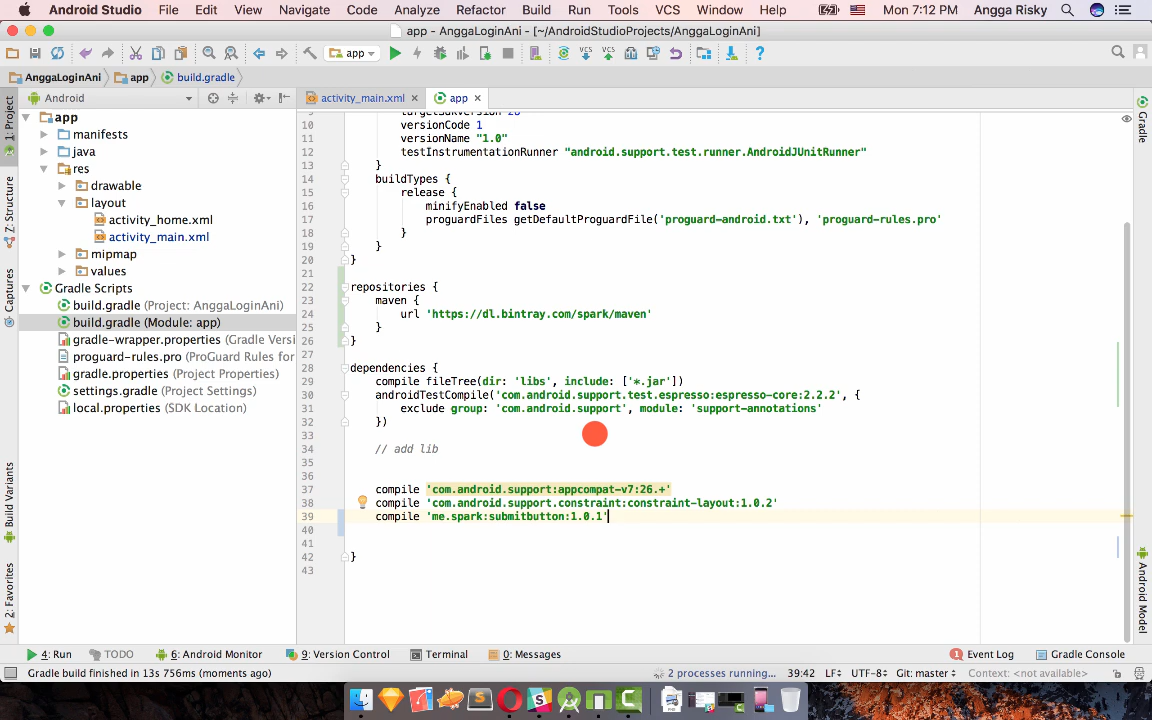 Android Studio File Edit View Navigate Code Analyze Refactor Build Run Tools VCS Window Help Mon 7:12 PM Angga Risky
app - AnggaLoginAni - [~/AndroidStudioProjects/AnggaLoginAni]
app
VCS VCS
AnggaLoginAni app build.gradle
Android
activity_main.xml
app
1: Project
Z: Structure
Captures
Build Variants
2: Favorites
app
manifests
java
res
drawable
layout
activity_home.xml
activity_main.xml
mipmap
values
Gradle Scripts
build.gradle (Project: AnggaLoginAni)
build.gradle (Module: app)
gradle-wrapper.properties (Gradle Versi
proguard-rules.pro (ProGuard Rules for
gradle.properties (Project Properties)
settings.gradle (Project Settings)
local.properties (SDK Location)
10 versionCode 1
11 versionName "1.0"
12 testInstrumentationRunner "android.support.test.runner.AndroidJUnitRunner"
13 }
14 buildTypes {
15 release {
16 minifyEnabled false
17 proguardFiles getDefaultProguardFile('proguard-android.txt'), 'proguard-rules.pro'
18 }
19 }
20 }
21
22 repositories {
23 maven {
24 url 'https://dl.bintray.com/spark/maven'
25 }
26 }
27
28 dependencies {
29 compile fileTree(dir: 'libs', include: ['*.jar'])
30 androidTestCompile('com.android.support.test.espresso:espresso-core:2.2.2', {
31 exclude group: 'com.android.support', module: 'support-annotations'
32 })
33
34 // add lib
35
36
37 compile 'com.android.support:appcompat-v7:26.+'
38 compile 'com.android.support.constraint:constraint-layout:1.0.2'
39 compile 'me.spark:submitbutton:1.0.1'
40
41
42 }
43
Gradle
Android Model
4: Run TODO 6: Android Monitor 9: Version Control Terminal 0: Messages 1 Event Log Gradle Console
Gradle build finished in 13s 756ms (moments ago) 2 processes running... 39:42 LF÷ UTF-8÷ Git: master÷ Context: <not available>